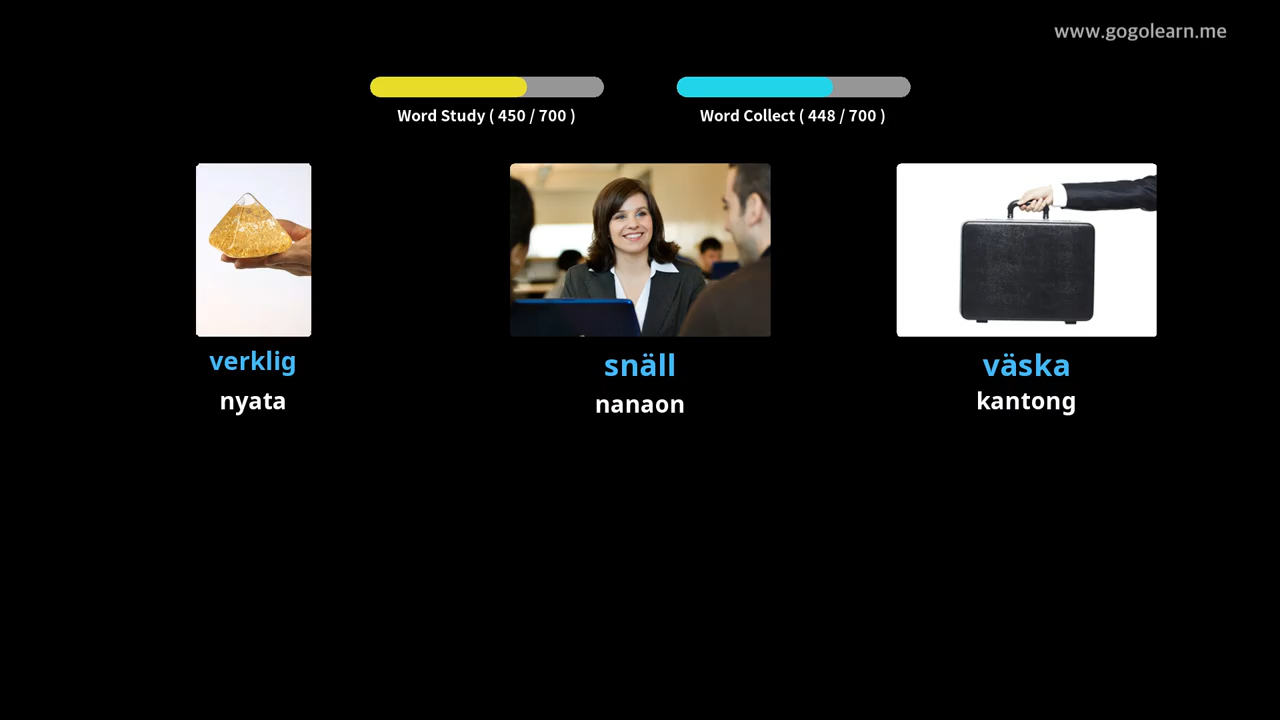 www.gogolearn.me
Word Study ( 450 / 700 )
Word Collect ( 448 / 700 )
verklig
nyata
snäll
nanaon
väska
kantong